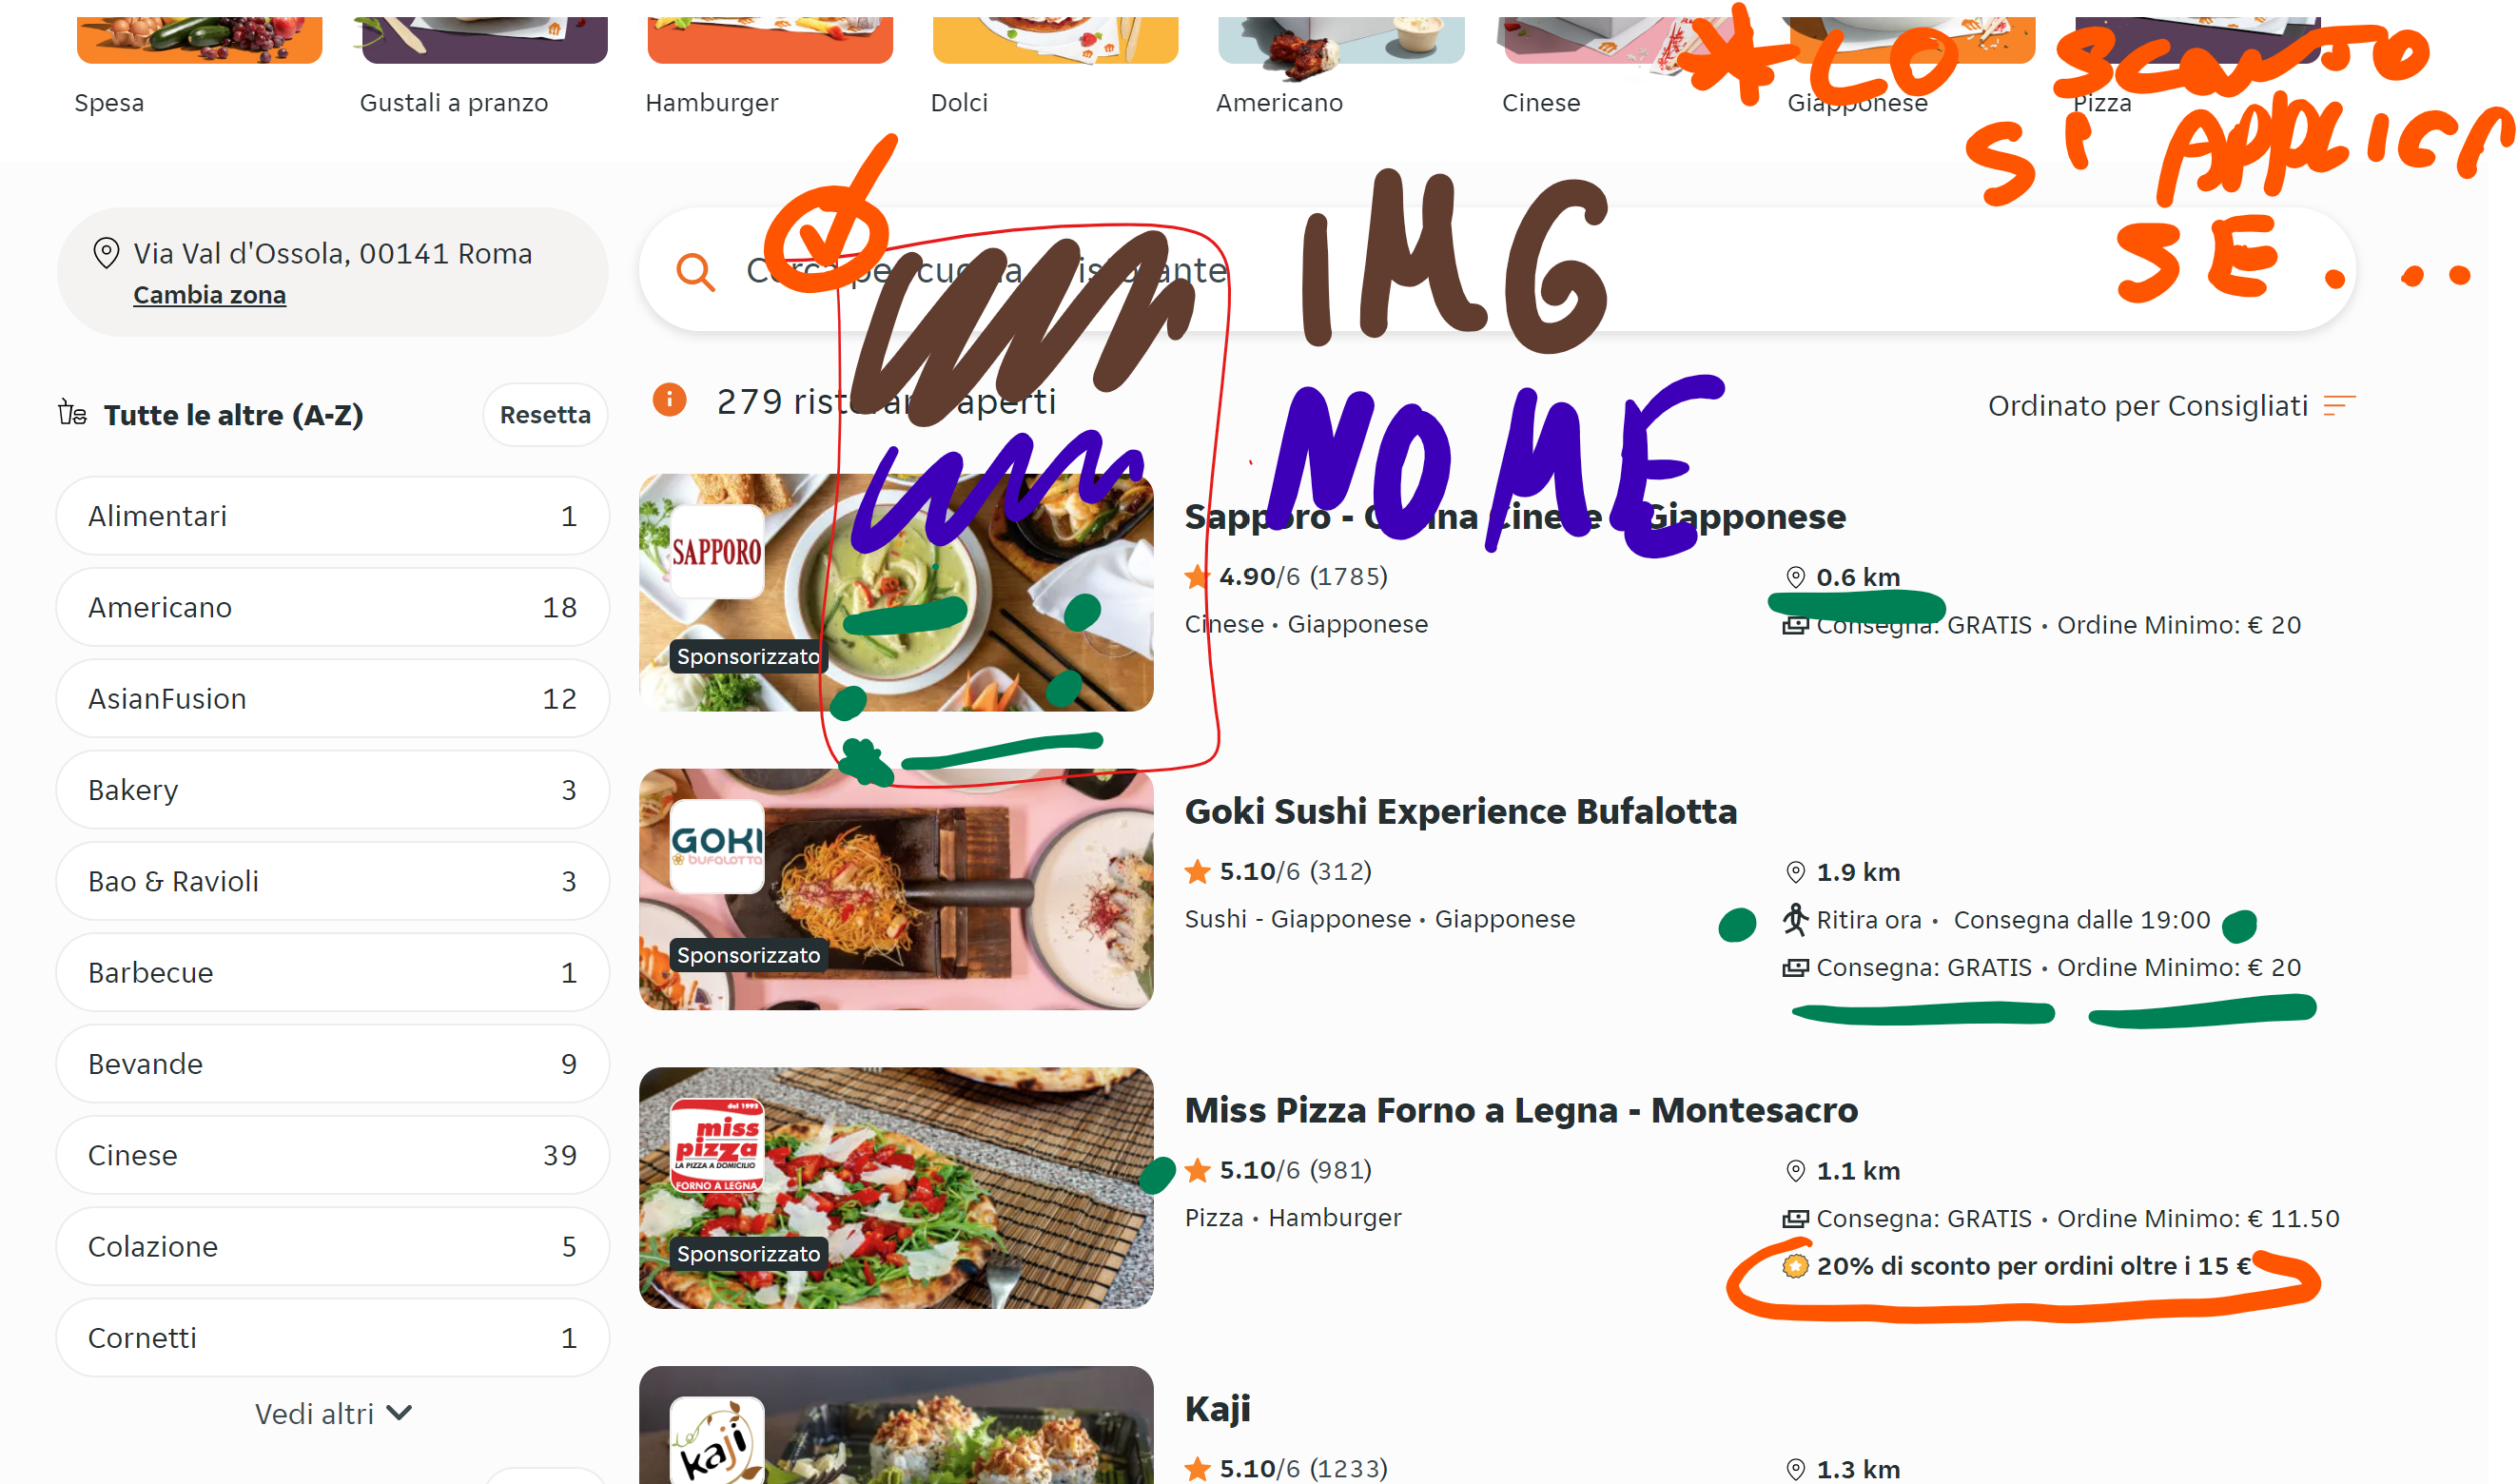 Spesa
Gustali a pranzo
Hamburger
Dolci
Americano
Cinese
Giapponese
Pizza
*LO SCONTO
SI APPLICA
SE...
Via Val d'Ossola, 00141 Roma
Cambia zona
Cerca per cucina o ristorante
IMG
NOME
Tutte le altre (A-Z)
Resetta
279 ristoranti aperti
Ordinato per Consigliati
Alimentari 1
Americano 18
AsianFusion 12
Bakery 3
Bao & Ravioli 3
Barbecue 1
Bevande 9
Cinese 39
Colazione 5
Cornetti 1
Vedi altri
SAPPORO
Sponsorizzato
Sapporo - Cucina Cinese e Giapponese
4.90/6 (1785)
Cinese • Giapponese
0.6 km
Consegna: GRATIS • Ordine Minimo: € 20
GOKI
bufalotta
Sponsorizzato
Goki Sushi Experience Bufalotta
5.10/6 (312)
Sushi - Giapponese • Giapponese
1.9 km
Ritira ora • Consegna dalle 19:00
Consegna: GRATIS • Ordine Minimo: € 20
dal 1992
miss
pizza
LA PIZZA A DOMICILIO
FORNO A LEGNA
Sponsorizzato
Miss Pizza Forno a Legna - Montesacro
5.10/6 (981)
Pizza • Hamburger
1.1 km
Consegna: GRATIS • Ordine Minimo: € 11.50
20% di sconto per ordini oltre i 15 €
kaji
Kaji
5.10/6 (1233)
1.3 km